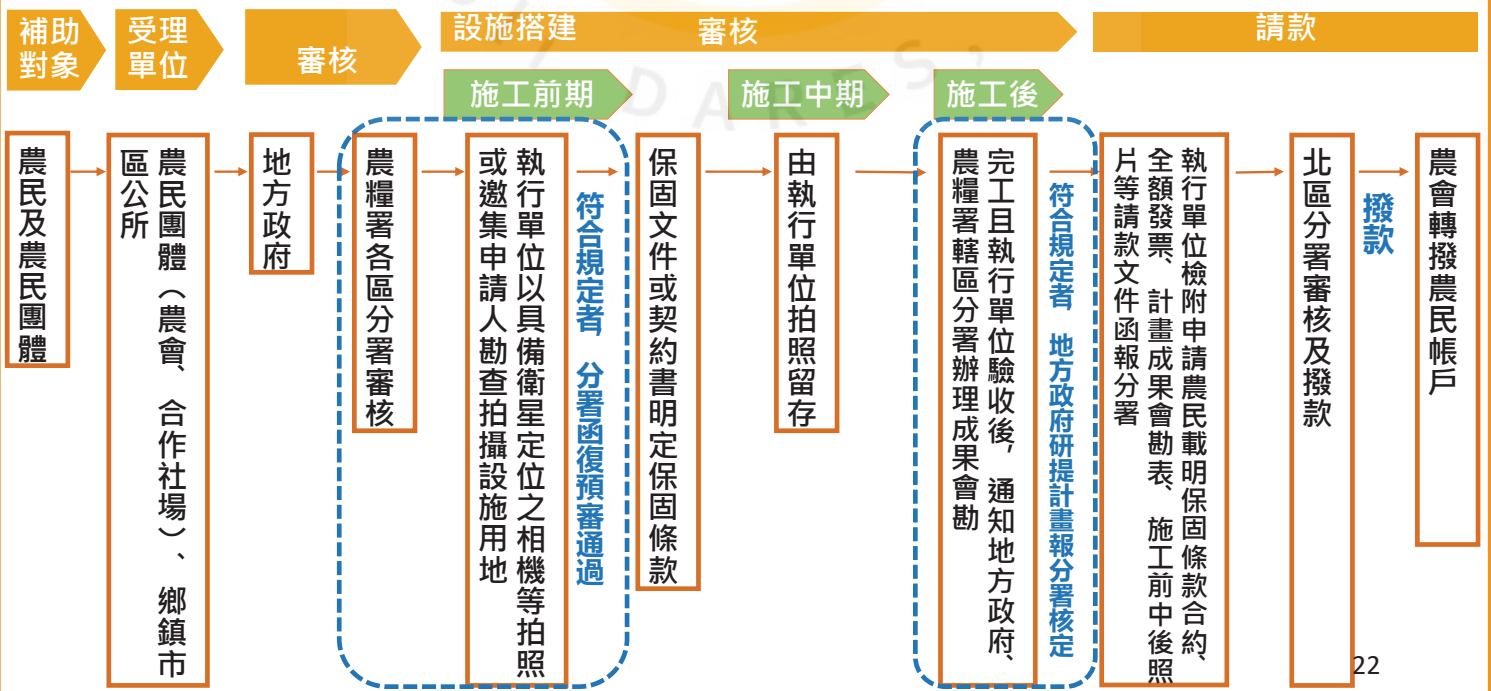 補助
對象
受理
單位
審核
設施搭建
審核
請款
施工前期
施工中期
施工後
農民及農民團體
農民團體（農會、合作社場）、鄉鎮市
區公所
地方政府
農糧署各區分署審核
執行單位以具備衛星定位之相機等拍照
或邀集申請人勘查拍攝設施用地
符合規定者，分署函復預審通過
保固文件或契約書明定保固條款
由執行單位拍照留存
完工且執行單位驗收後，通知地方政府、
農糧署轄區分署辦理成果會勘
符合規定者，地方政府研提計畫報分署核定
執行單位檢附申請農民載明保固條款合約、
全額發票、計畫成果會勘表、施工前中後照
片等請款文件函報分署
北區分署審核及撥款
撥款
農會轉撥農民帳戶
DARES,
22